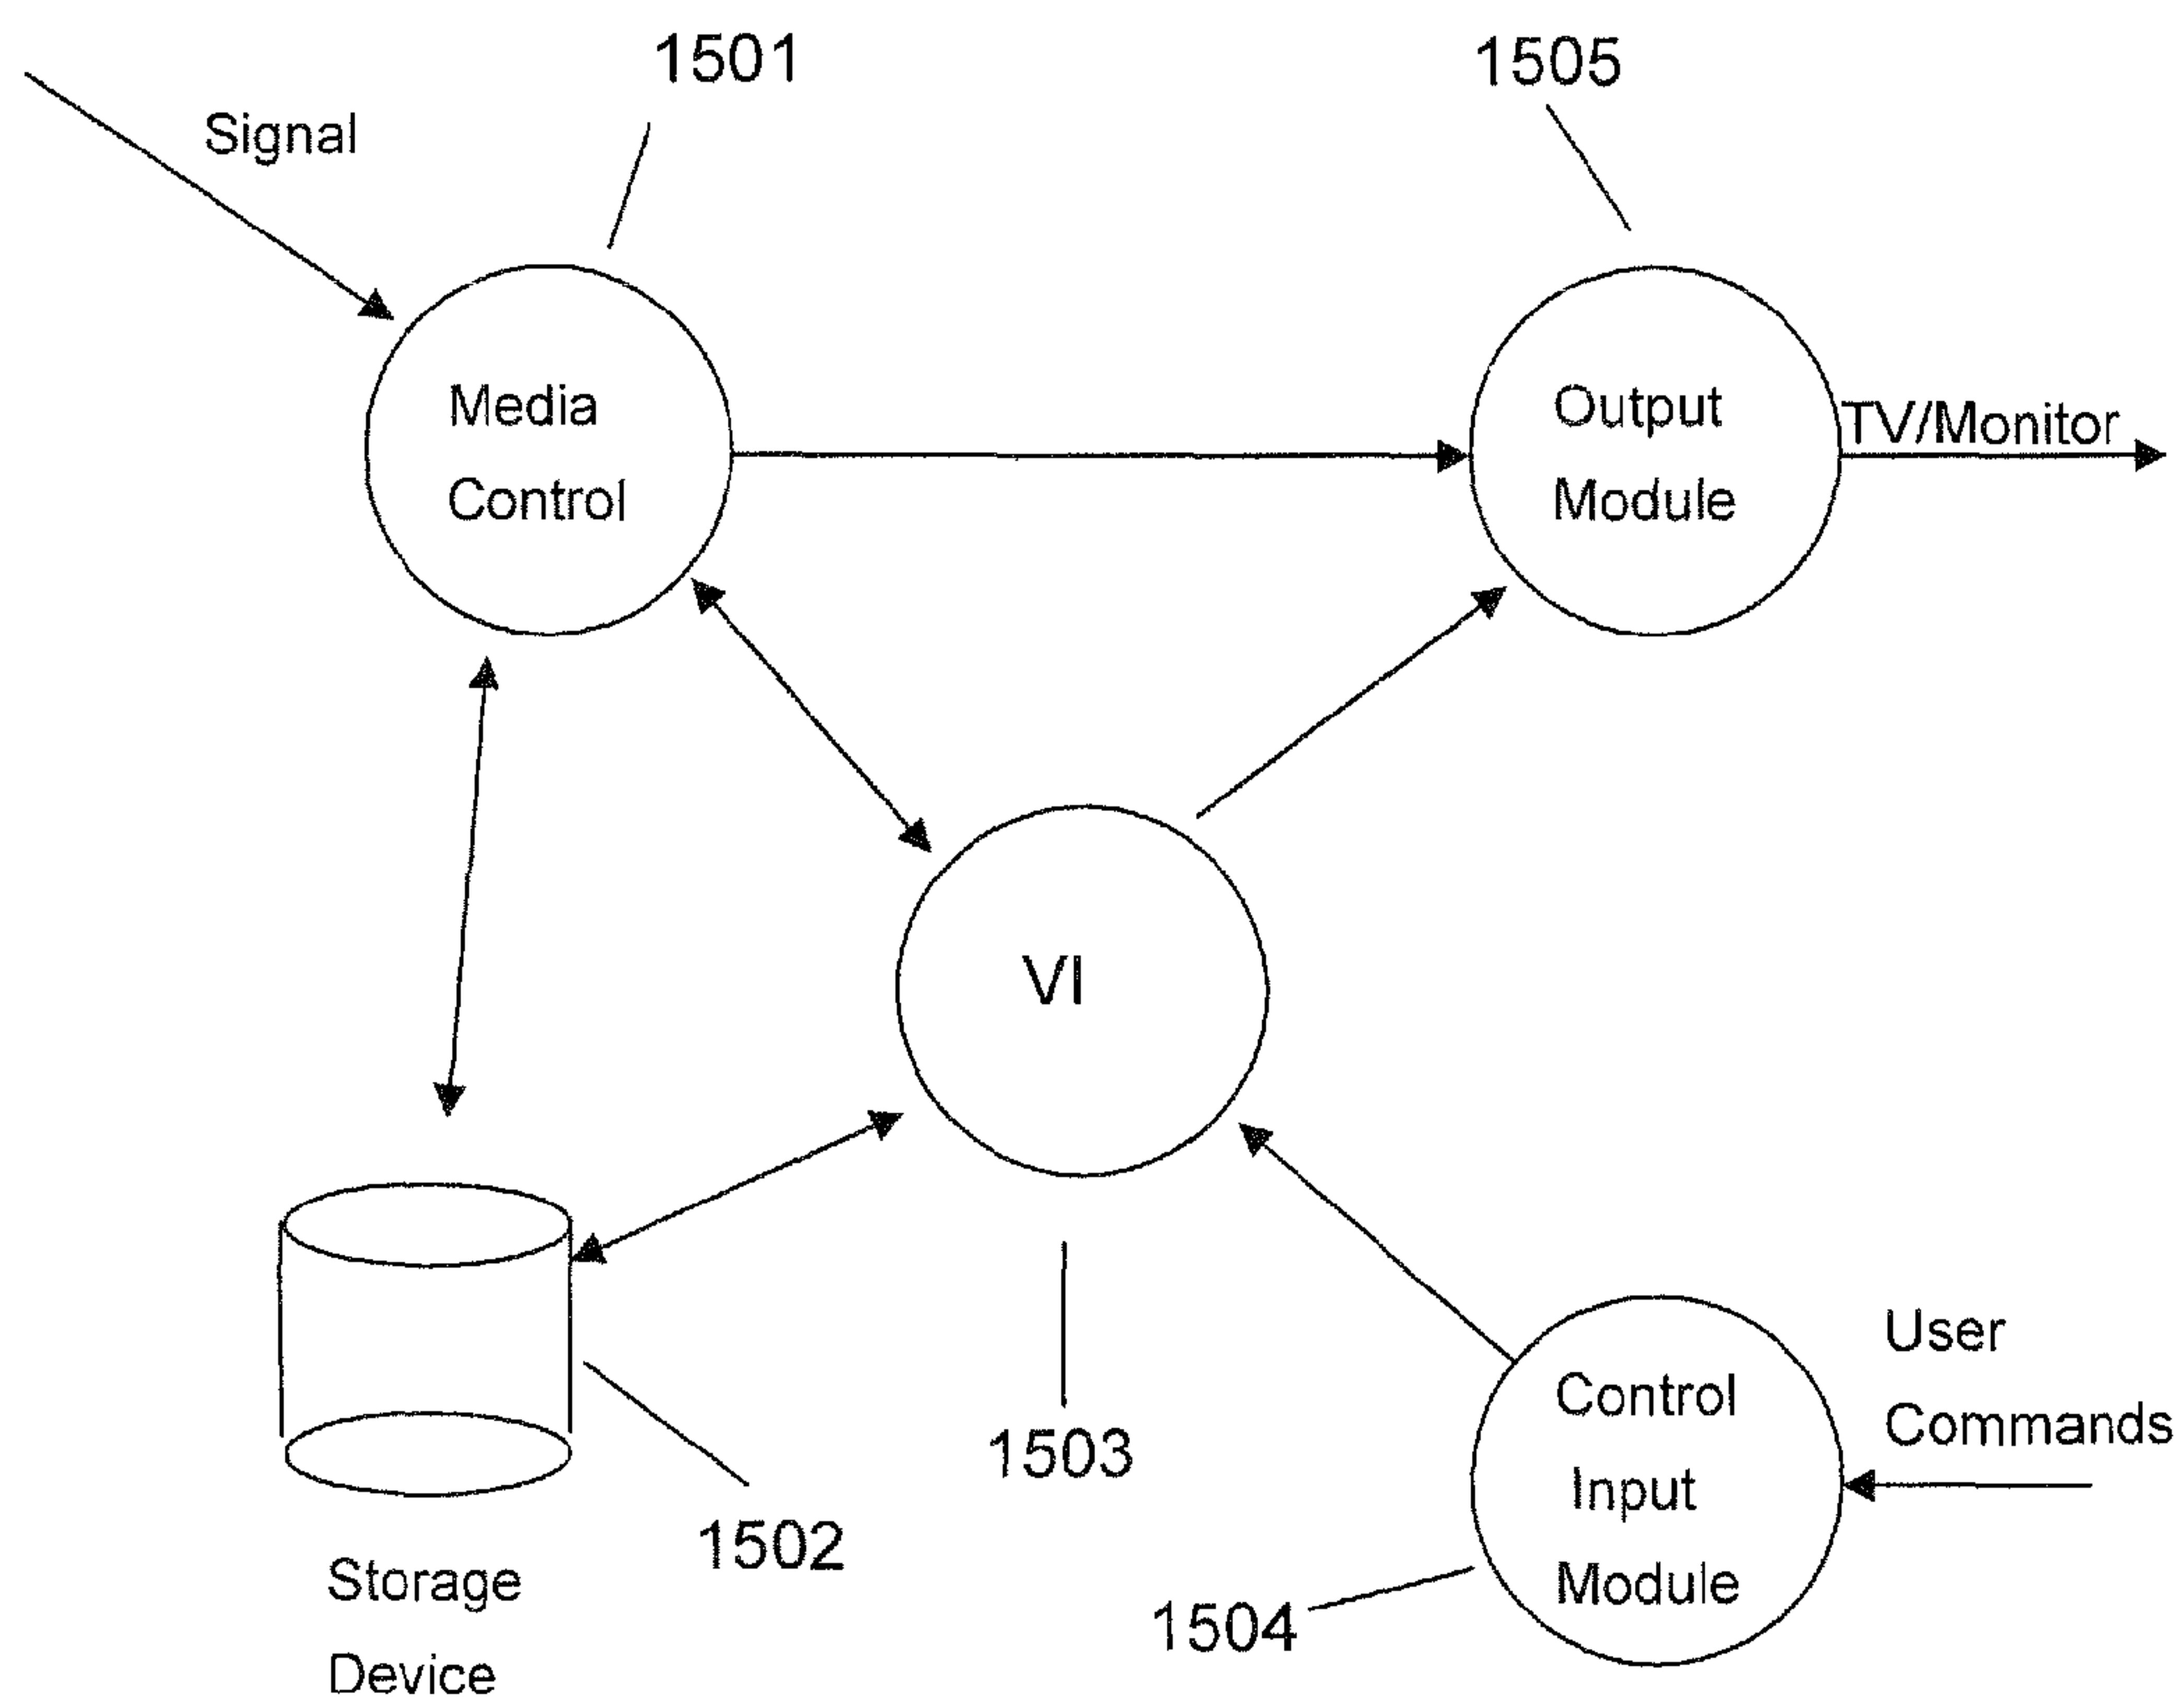 1501
1505
Signal
Media
Control
Output
Module
TV/Monitor
VI
User
Commands
Control
Input
Module
1503
1502
Storage
Device
1504